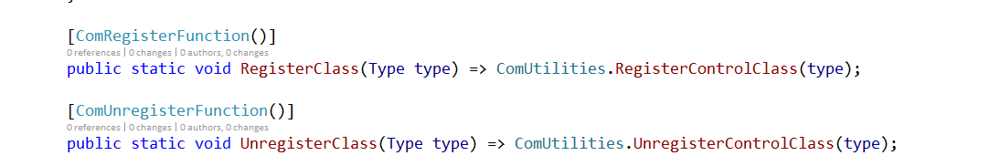 [ComRegisterFunction()]
0 references | 0 changes | 0 authors, 0 changes
public static void RegisterClass(Type type) => ComUtilities.RegisterControlClass(type);
[ComUnregisterFunction()]
0 references | 0 changes | 0 authors, 0 changes
public static void UnregisterClass(Type type) => ComUtilities.UnregisterControlClass(type);